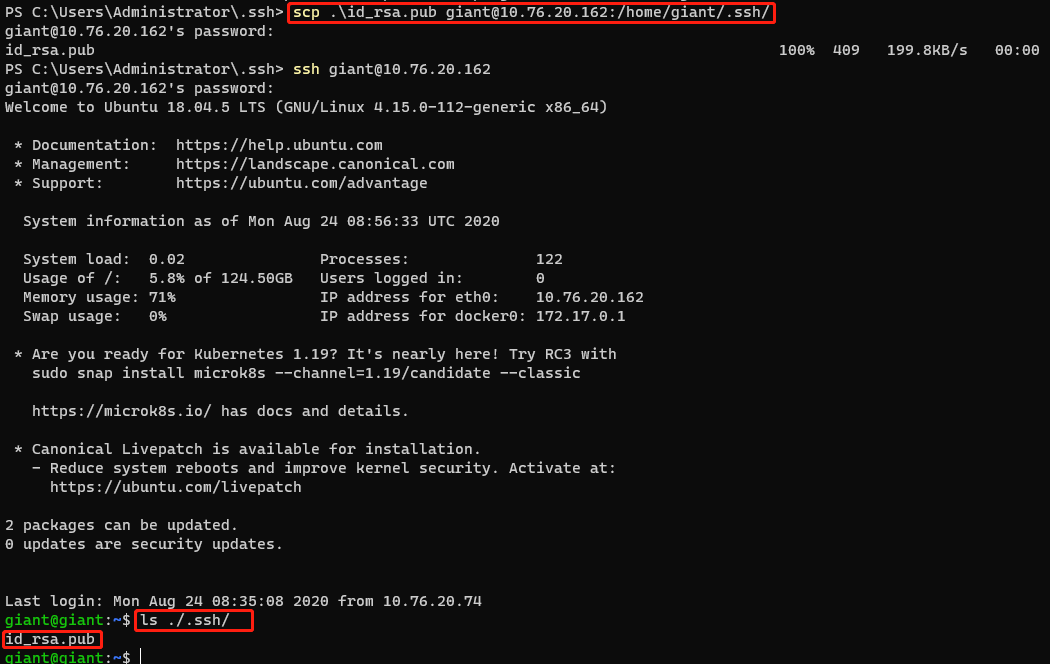 PS C:\Users\Administrator\.ssh> scp .\id_rsa.pub giant@10.76.20.162:/home/giant/.ssh/
giant@10.76.20.162's password:
id_rsa.pub 100% 409 199.8KB/s 00:00
PS C:\Users\Administrator\.ssh> ssh giant@10.76.20.162
giant@10.76.20.162's password:
Welcome to Ubuntu 18.04.5 LTS (GNU/Linux 4.15.0-112-generic x86_64)
* Documentation: https://help.ubuntu.com
* Management: https://landscape.canonical.com
* Support: https://ubuntu.com/advantage
System information as of Mon Aug 24 08:56:33 UTC 2020
System load: 0.02 Processes: 122
Usage of /: 5.8% of 124.50GB Users logged in: 0
Memory usage: 71% IP address for eth0: 10.76.20.162
Swap usage: 0% IP address for docker0: 172.17.0.1
* Are you ready for Kubernetes 1.19? It's nearly here! Try RC3 with
sudo snap install microk8s --channel=1.19/candidate --classic
https://microk8s.io/ has docs and details.
* Canonical Livepatch is available for installation.
- Reduce system reboots and improve kernel security. Activate at:
https://ubuntu.com/livepatch
2 packages can be updated.
0 updates are security updates.
Last login: Mon Aug 24 08:35:08 2020 from 10.76.20.74
giant@giant:~$ ls ./.ssh/
id_rsa.pub
giant@giant:~$